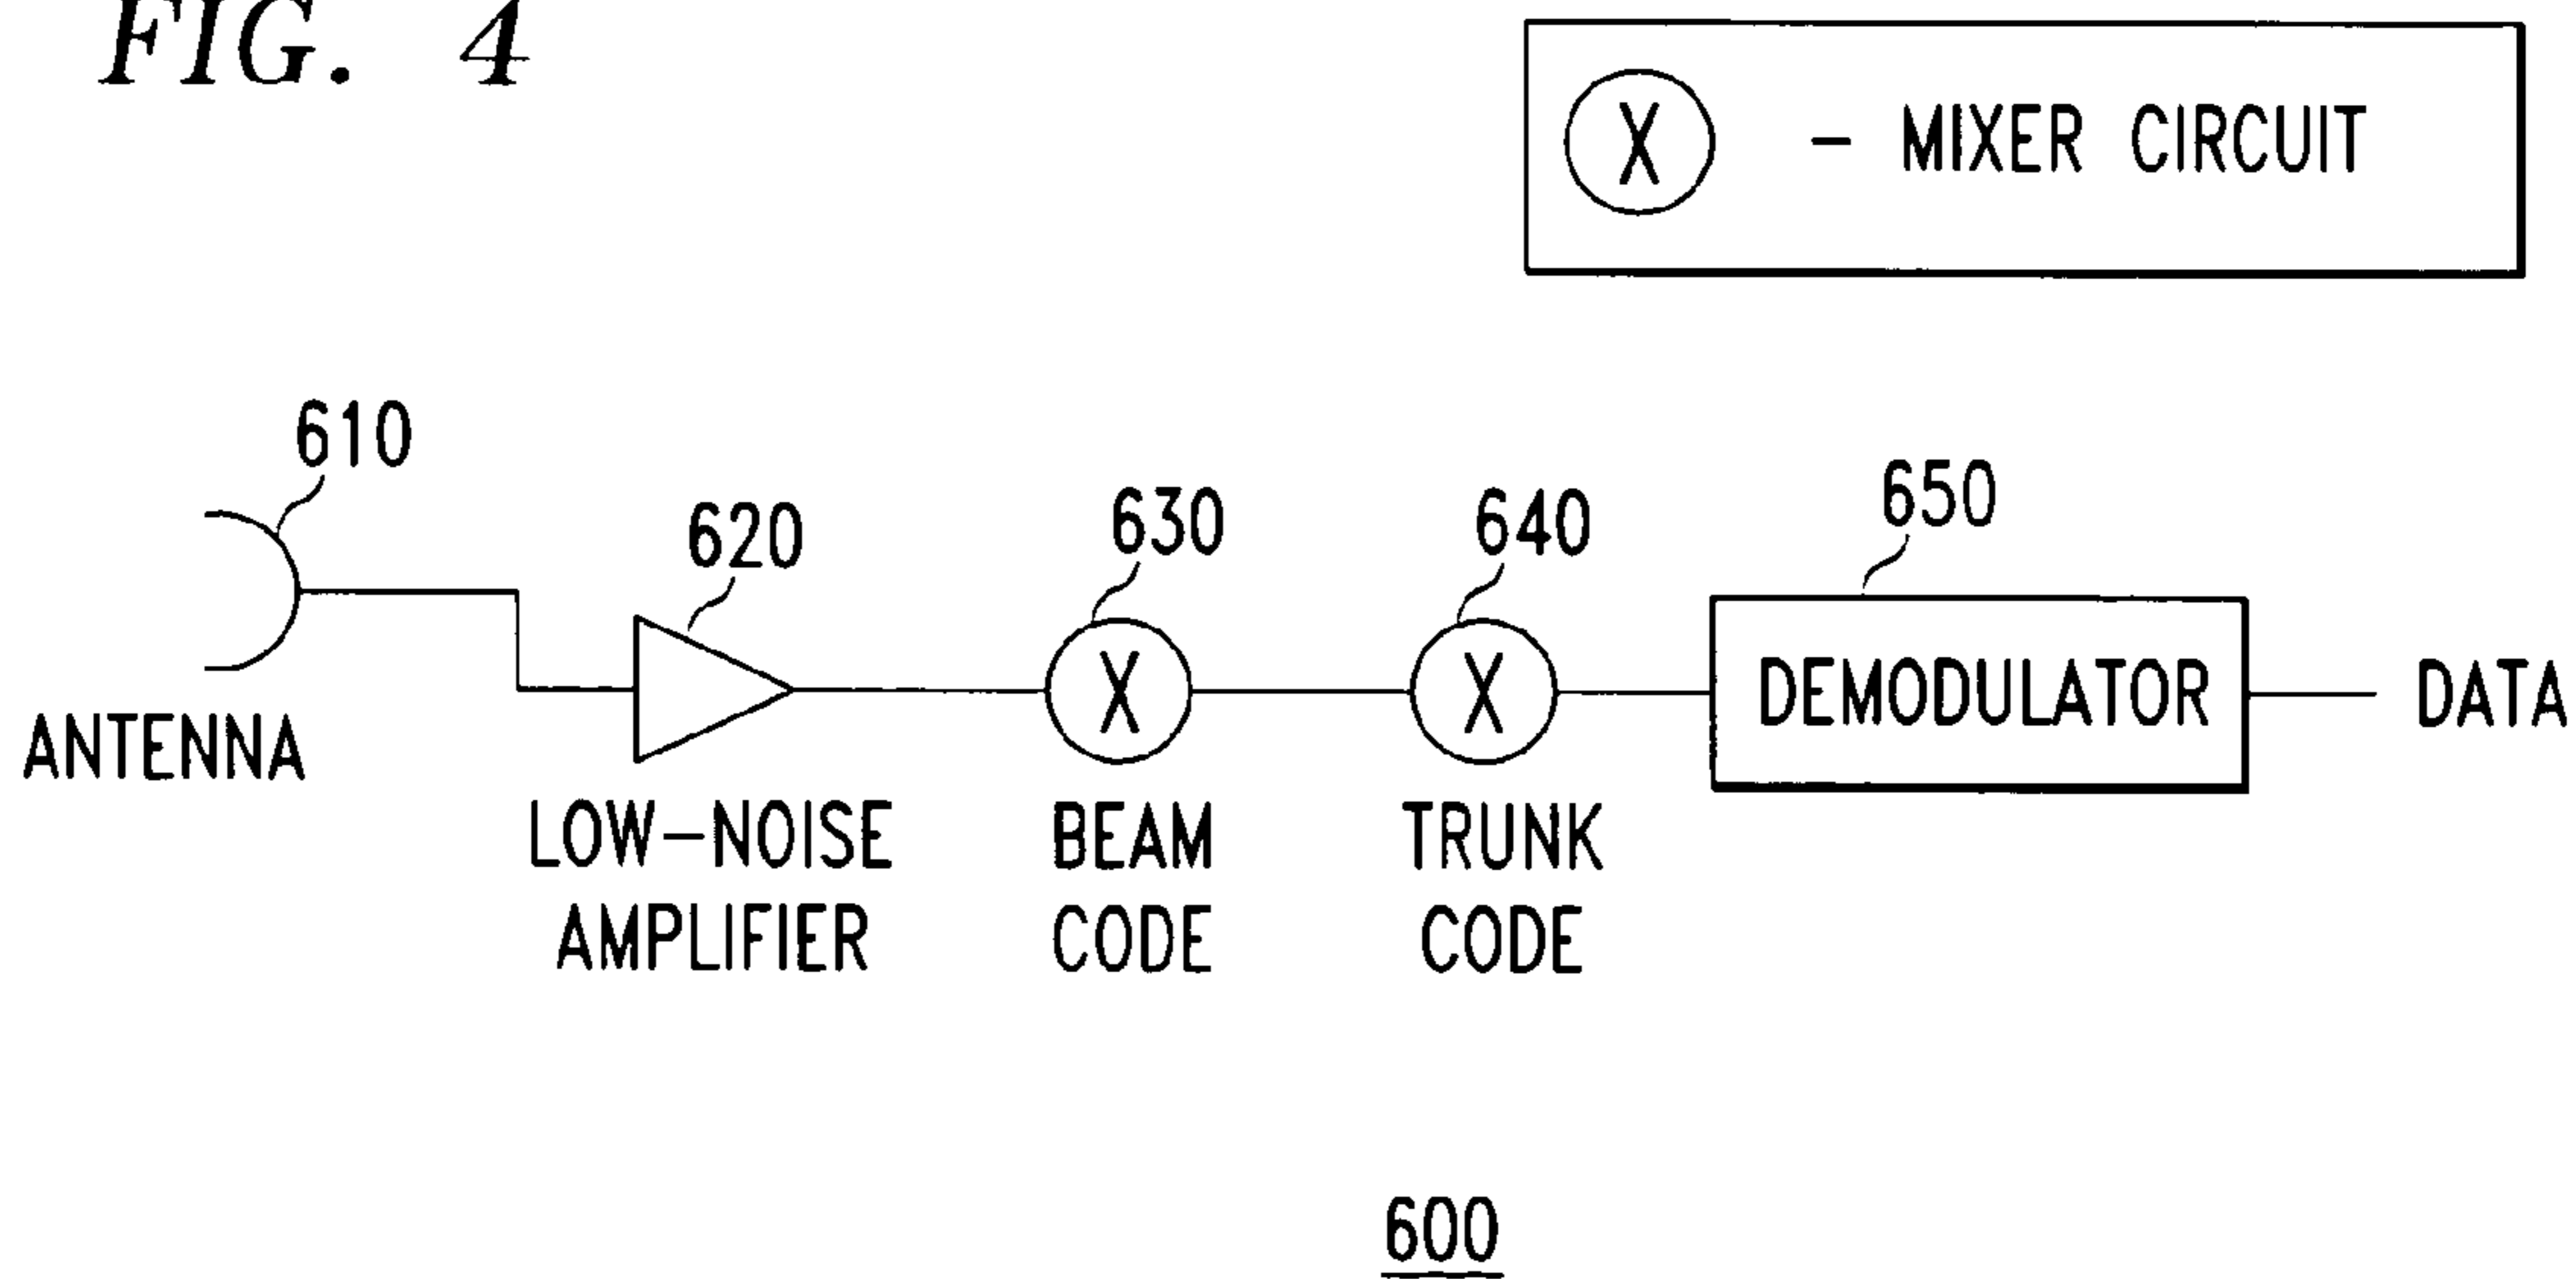 FIG. 4
X - MIXER CIRCUIT
610
620
630
640
650
X
X
DEMODULATOR
DATA
ANTENNA
LOW-NOISE
AMPLIFIER
BEAM
CODE
TRUNK
CODE
600